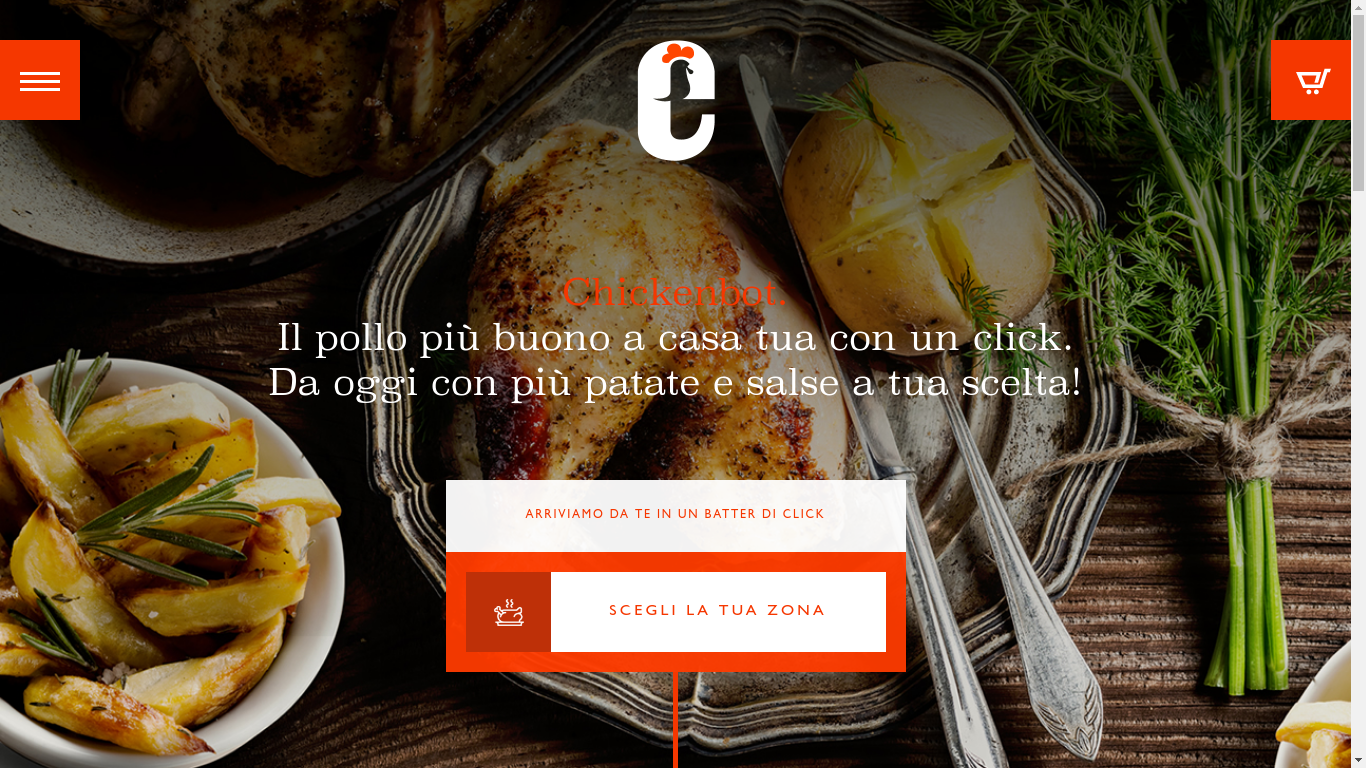 Chickenbot.
Il pollo più buono a casa tua con un click.
Da oggi con più patate e salse a tua scelta!
ARRIVIAMO DA TE IN UN BATTER DI CLICK
SCEGLI LA TUA ZONA